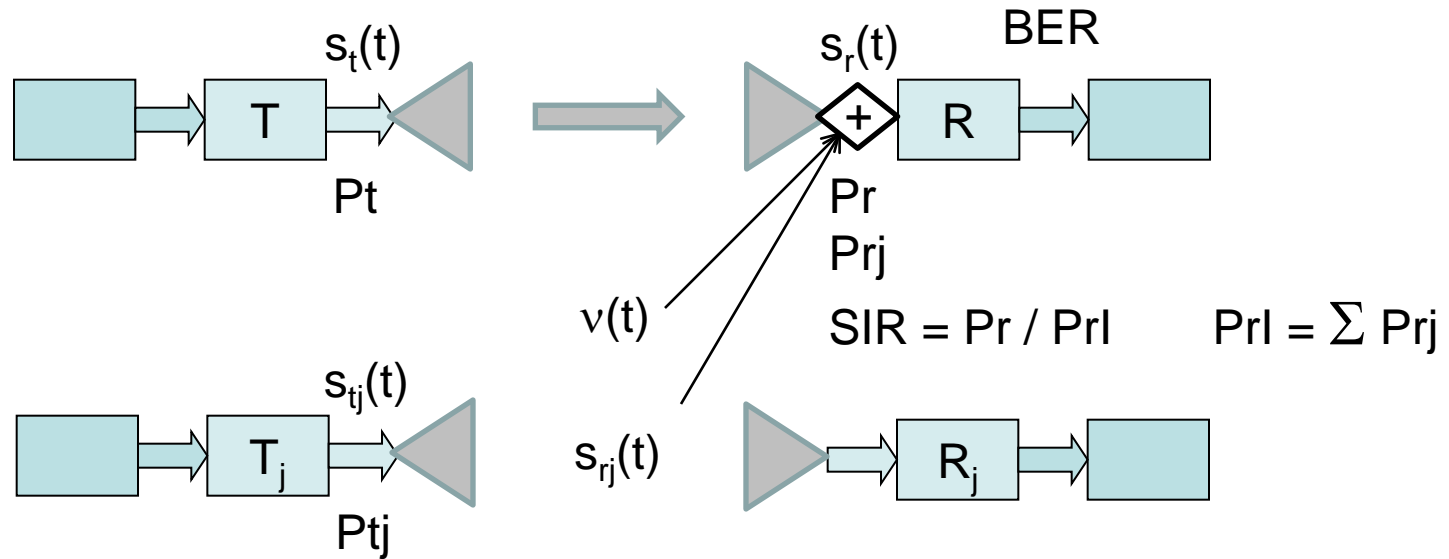 s_t(t)
s_r(t)
BER
T
+
R
Pt
Pr
Prj
ν(t)
SIR = Pr / PrI
PrI = Σ Prj
s_tj(t)
s_rj(t)
T_j
R_j
Ptj